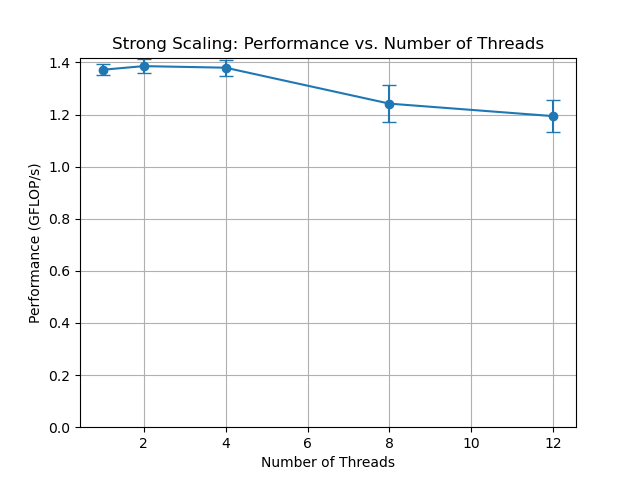 Strong Scaling: Performance vs. Number of Threads
1.4
1.2
1.0
0.8
0.6
0.4
0.2
0.0
Performance (GFLOP/s)
2 4 6 8 10 12
Number of Threads